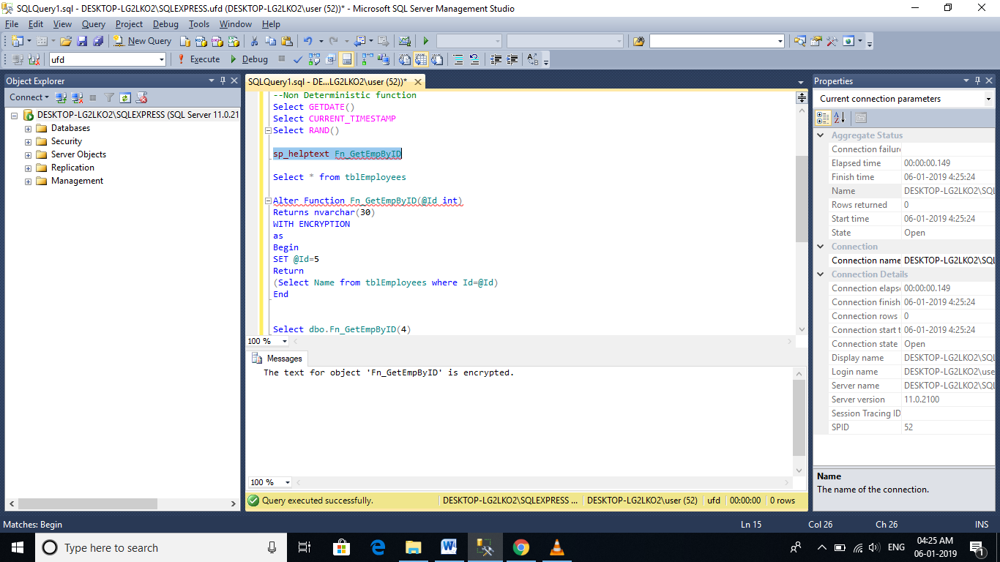 SQLQuery1.sql - DESKTOP-LG2LKO2\SQLEXPRESS.ufd (DESKTOP-LG2LKO2\user (52))* - Microsoft SQL Server Management Studio
File Edit View Query Project Debug Tools Window Help
New Query
ufd Execute Debug
Object Explorer
Connect
DESKTOP-LG2LKO2\SQLEXPRESS (SQL Server 11.0.21
Databases
Security
Server Objects
Replication
Management
SQLQuery1.sql - DE...LG2LKO2\user (52))*
--Non Deterministic function
Select GETDATE()
Select CURRENT_TIMESTAMP
Select RAND()
sp_helptext Fn_GetEmpByID
Select * from tblEmployees
Alter Function Fn_GetEmpByID(@Id int)
Returns nvarchar(30)
WITH ENCRYPTION
as
Begin
SET @Id=5
Return
(Select Name from tblEmployees where Id=@Id)
End
Select dbo.Fn_GetEmpByID(4)
100 %
Messages
The text for object 'Fn_GetEmpByID' is encrypted.
100 %
Query executed successfully. DESKTOP-LG2LKO2\SQLEXPRESS ... DESKTOP-LG2LKO2\user (52) ufd 00:00:00 0 rows
Properties
Current connection parameters
Aggregate Status
Connection failure
Elapsed time 00:00:00.149
Finish time 06-01-2019 4:25:24
Name DESKTOP-LG2LKO2\SQL
Rows returned 0
Start time 06-01-2019 4:25:24
State Open
Connection
Connection name DESKTOP-LG2LKO2\SQL
Connection Details
Connection elapse 00:00:00.149
Connection finish 06-01-2019 4:25:24
Connection rows 0
Connection start t 06-01-2019 4:25:24
Connection state Open
Display name DESKTOP-LG2LKO2\SQL
Login name DESKTOP-LG2LKO2\use
Server name DESKTOP-LG2LKO2\SQL
Server version 11.0.2100
Session Tracing ID
SPID 52
Name
The name of the connection.
Matches: Begin Ln 15 Col 26 Ch 26 INS
Type here to search
ENG
04:25 AM
06-01-2019
1